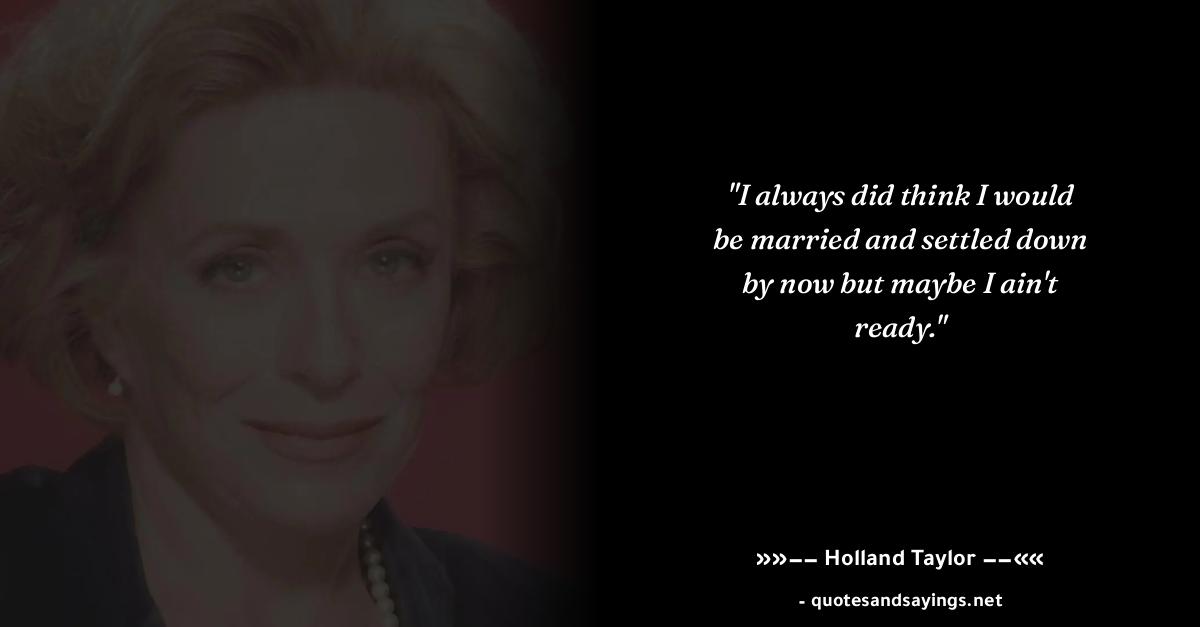 "I always did think I would
be married and settled down
by now but maybe I ain't
ready."
»»–– Holland Taylor ––««
- quotesandsayings.net